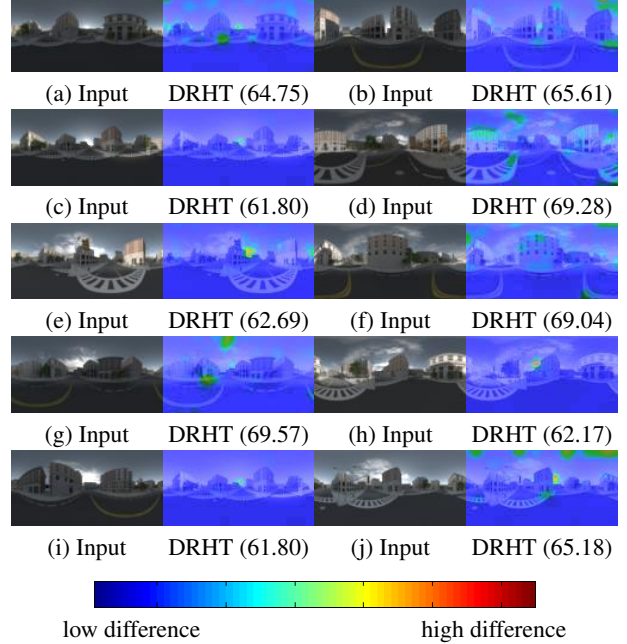 (a) Input DRHT (64.75) (b) Input DRHT (65.61)
(c) Input DRHT (61.80) (d) Input DRHT (69.28)
(e) Input DRHT (62.69) (f) Input DRHT (69.04)
(g) Input DRHT (69.57) (h) Input DRHT (62.17)
(i) Input DRHT (61.80) (j) Input DRHT (65.18)
low difference high difference